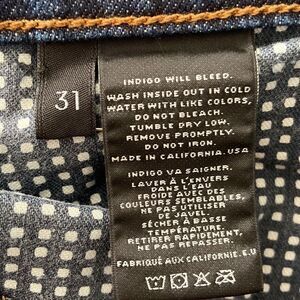 31
INDIGO WILL BLEED.
WASH INSIDE OUT IN COLD
WATER WITH LIKE COLORS,
DO NOT BLEACH.
TUMBLE DRY LOW.
REMOVE PROMPTLY.
DO NOT IRON.
MADE IN CALIFORNIA. USA
INDIGO VA SAIGNER.
LAVER À L'ENVERS
DANS L'EAU
FROIDE AVEC DES
COULEURS SEMBLABLES,
NE PAS UTILISER
DE JAVEL.
SÉCHER À BASSE
TEMPÉRATURE.
RETIRER RAPIDEMENT,
NE PAS REPASSER.
FABRIQUÉ AUX CALIFORNIE. E.U